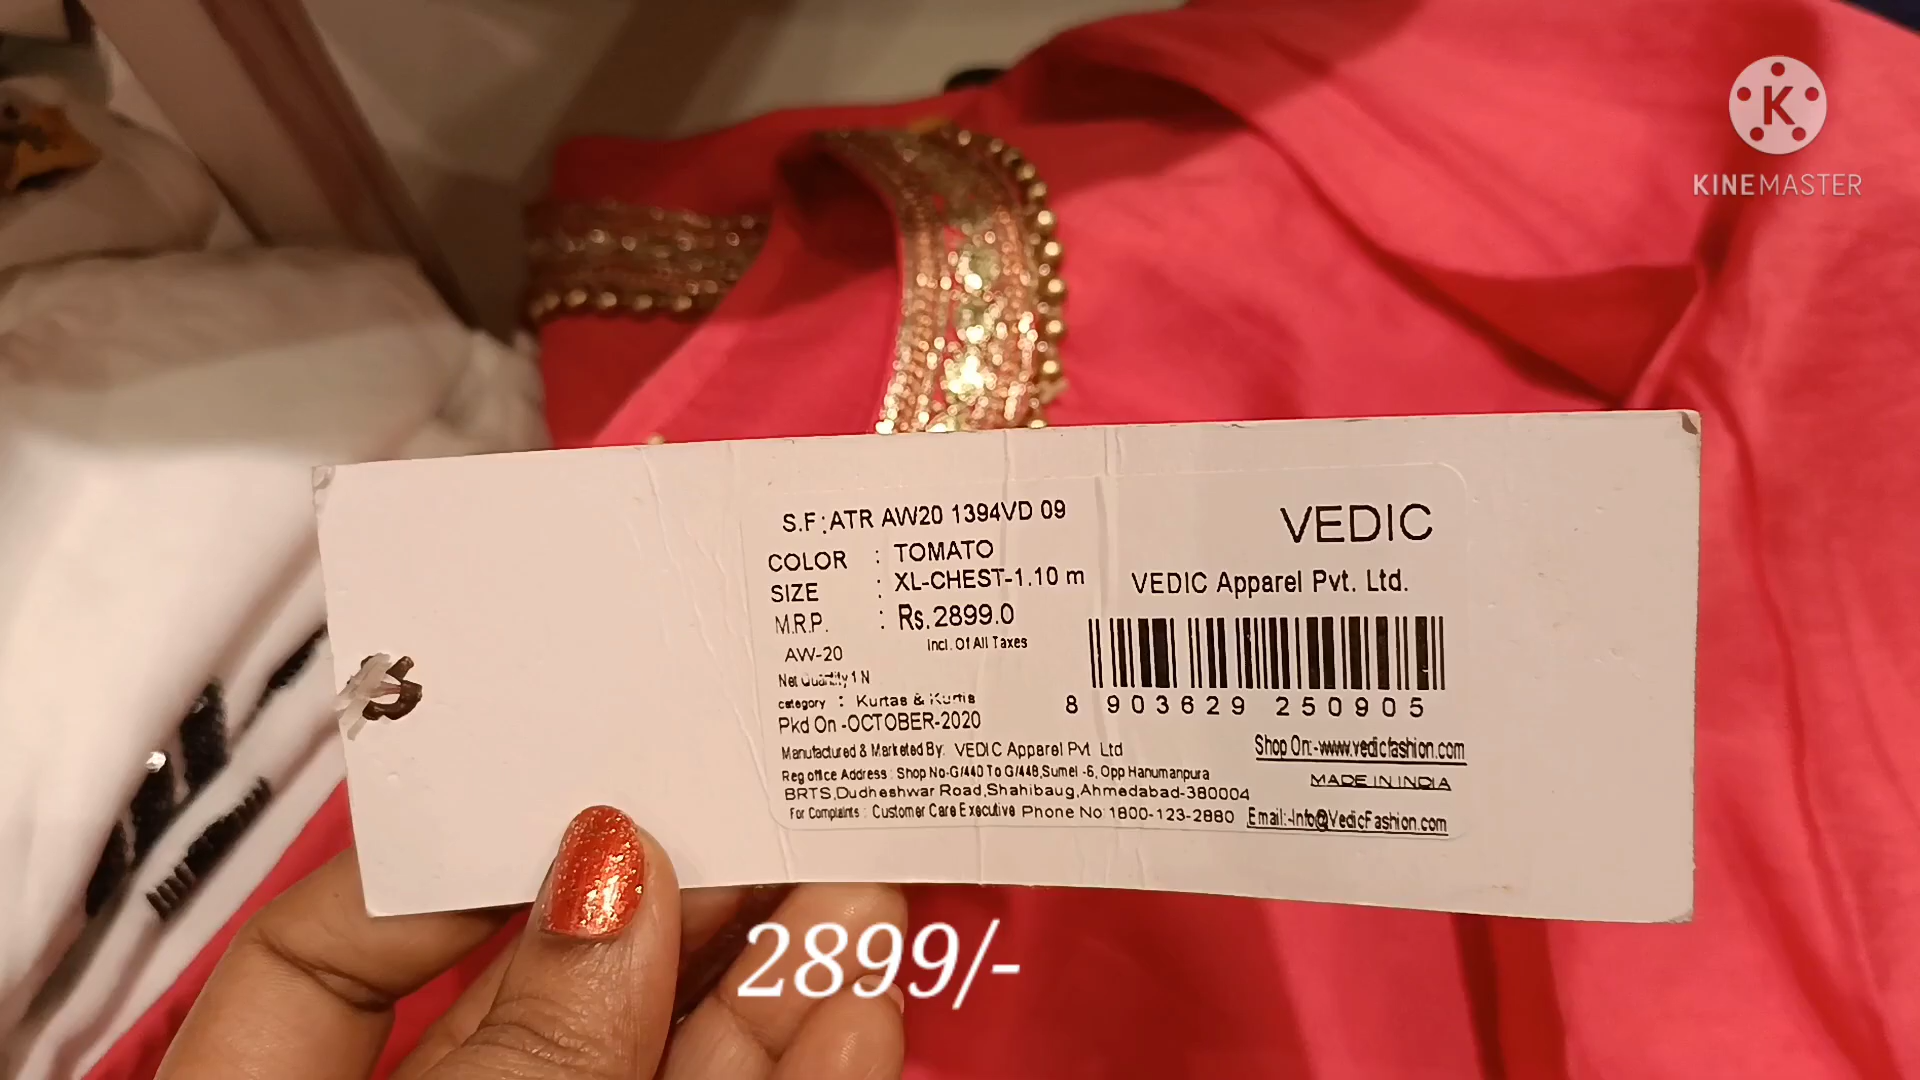 KINEMASTER
S.F:ATR AW20 1394VD 09
COLOR : TOMATO
SIZE : XL-CHEST-1.10 m
M.R.P. : Rs.2899.0
Incl. Of All Taxes
AW-20
Net Quantity 1 N
category : Kurtas & Kurtis
Pkd On -OCTOBER-2020
Manufactured & Marketed By: VEDIC Apparel Pvt Ltd
Reg office Address : Shop No-G/440 To G/448,Sumel -6, Opp Hanumanpura
BRTS,Dudheshwar Road,Shahibaug,Ahmedabad-380004
For Complaints : Customer Care Executive Phone No 1800-123-2880
VEDIC
VEDIC Apparel Pvt. Ltd.
8 903629 250905
Shop On:-www.vedicfashion.com
MADE IN INDIA
Email:-Info@VedicFashion.com
2899/-